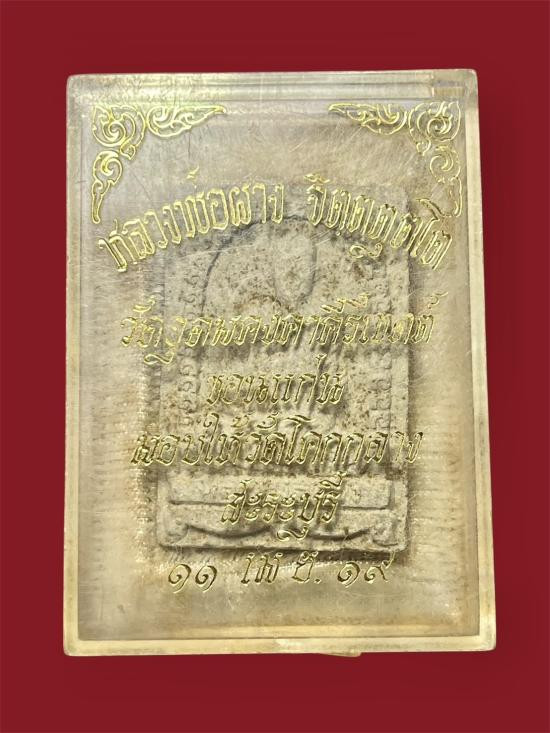 หลวงพ่อผาง จิตฺตคุตฺโต
วัดอุดมคงคาคีรีเขตต์
ขอนแก่น
มอบให้วัดโคกกลาง
สะระบุรี
๑๑ เม ย. ๑๙